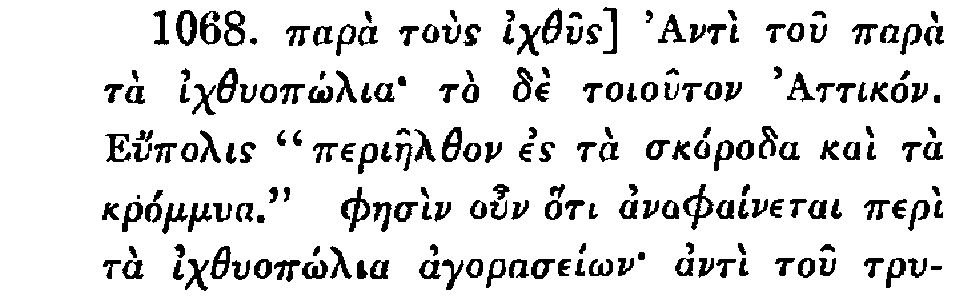 1068. παρὰ τοὺς ἰχθῦς] Ἀντὶ τοῦ παρὰ
τὰ ἰχθυοπώλια· τὸ δὲ τοιοῦτον Ἀττικόν.
Εὔπολις “περιῆλθον ἐς τὰ σκόροδα καὶ τὰ
κρόμμυα.” φησὶν οὖν ὅτι ἀναφαίνεται περὶ
τὰ ἰχθυοπώλια ἀγορασείων· ἀντὶ τοῦ τρυ-